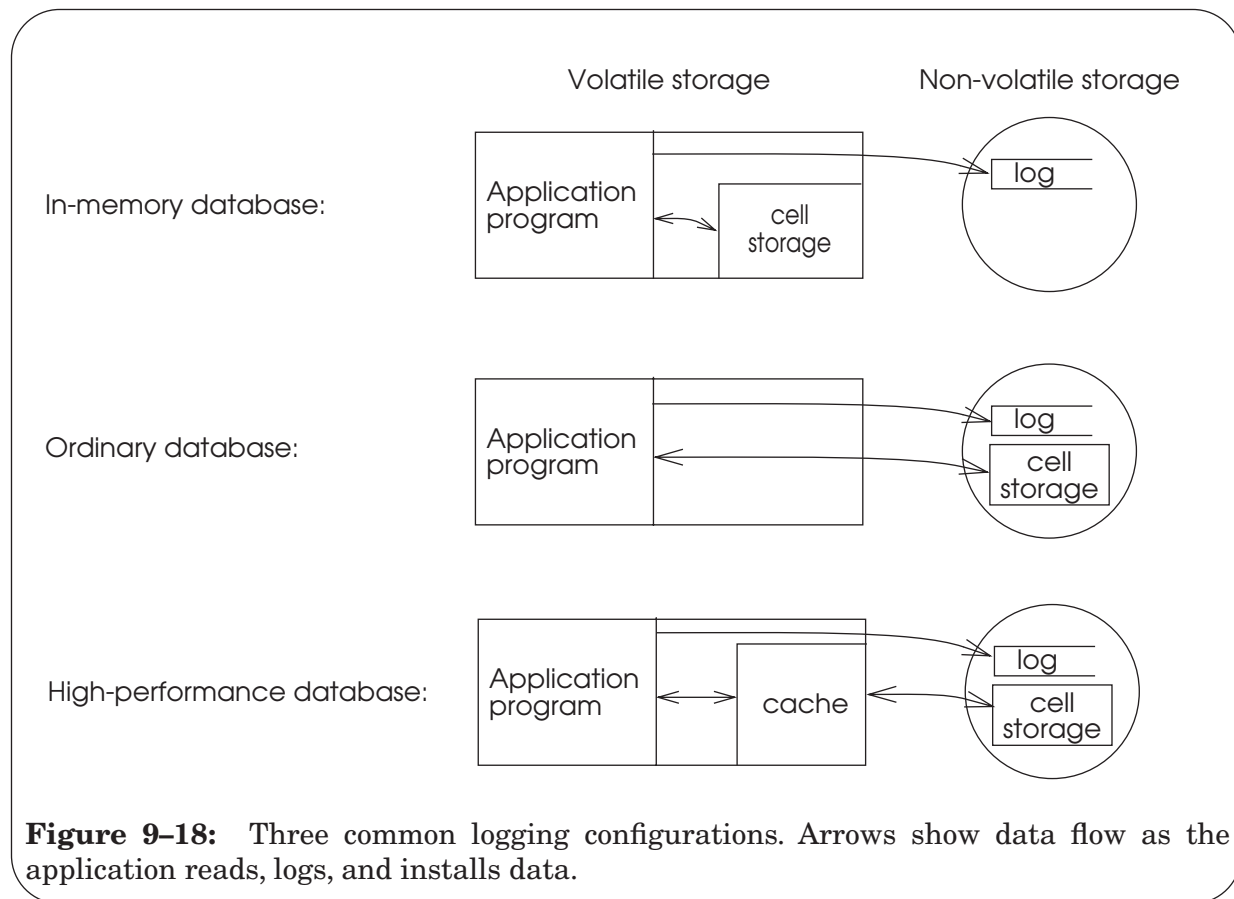 Volatile storage Non-volatile storage
In-memory database:
Application
program
cell
storage
log
Ordinary database:
Application
program
log
cell
storage
High-performance database:
Application
program
cache
log
cell
storage
Figure 9–18: Three common logging configurations. Arrows show data flow as the
application reads, logs, and installs data.